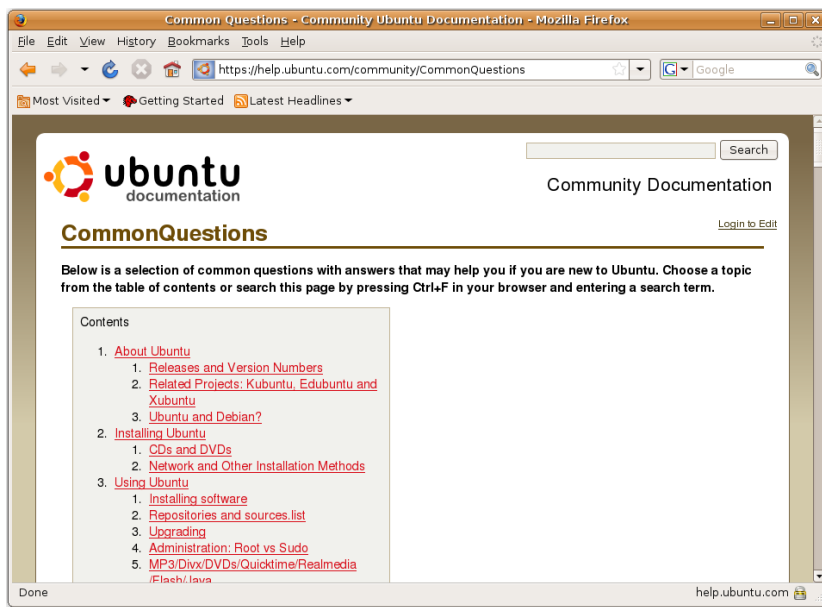 Common Questions - Community Ubuntu Documentation - Mozilla Firefox
File Edit View History Bookmarks Tools Help
https://help.ubuntu.com/community/CommonQuestions
G Google
Most Visited Getting Started Latest Headlines
Search
ubuntu
documentation
Community Documentation
Login to Edit
CommonQuestions
Below is a selection of common questions with answers that may help you if you are new to Ubuntu. Choose a topic
from the table of contents or search this page by pressing Ctrl+F in your browser and entering a search term.
Contents
1. About Ubuntu
1. Releases and Version Numbers
2. Related Projects: Kubuntu, Edubuntu and
Xubuntu
3. Ubuntu and Debian?
2. Installing Ubuntu
1. CDs and DVDs
2. Network and Other Installation Methods
3. Using Ubuntu
1. Installing software
2. Repositories and sources.list
3. Upgrading
4. Administration: Root vs Sudo
5. MP3/Divx/DVDs/Quicktime/Realmedia
/Flash/Java
Done
help.ubuntu.com